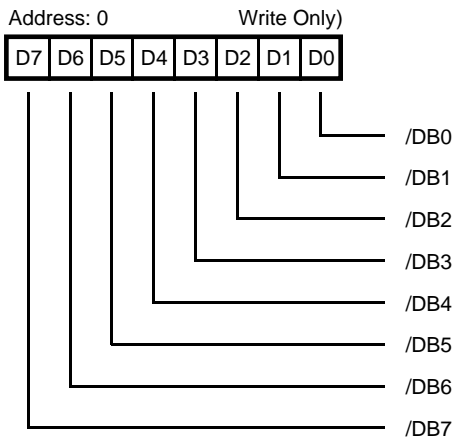 Address: 0 Write Only)
D7 D6 D5 D4 D3 D2 D1 D0
/DB0
/DB1
/DB2
/DB3
/DB4
/DB5
/DB6
/DB7